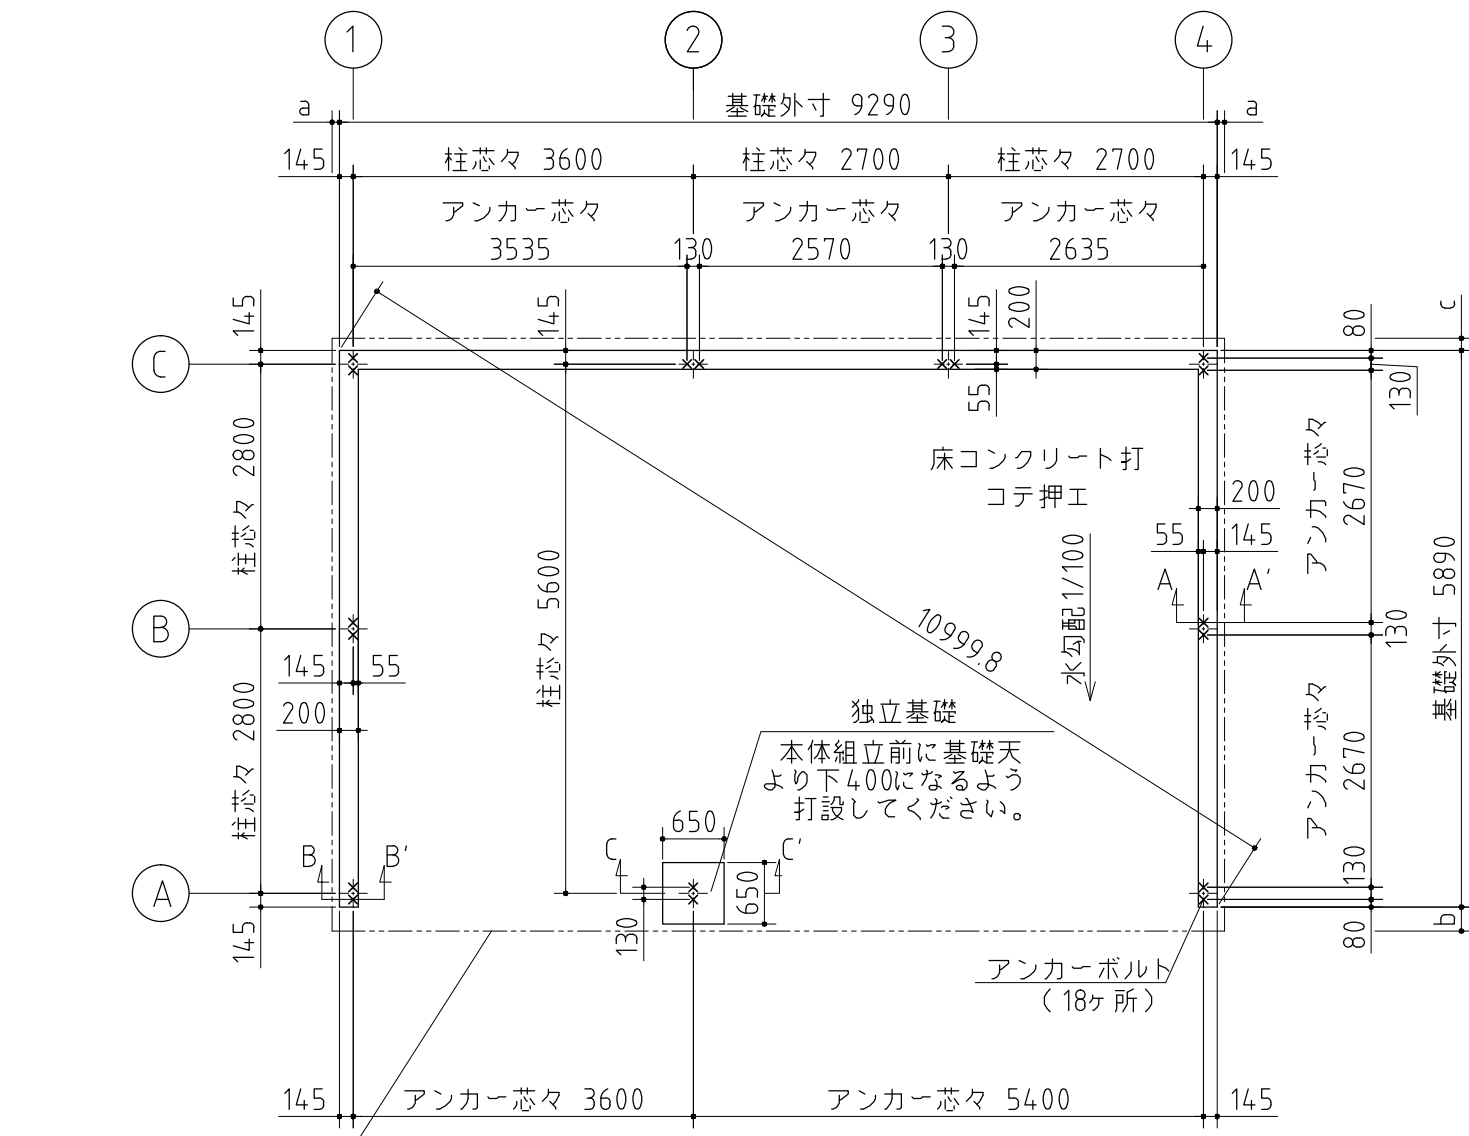 1
2
3
4
a
基礎外寸 9290
a
145
柱芯々 3600
柱芯々 2700
柱芯々 2700
145
アンカー芯々
アンカー芯々
アンカー芯々
3535
130
2570
130
2635
145
145
145
200
80
c
C
55
130
柱芯々 2800
床コンクリート打
コテ押エ
アンカー芯々
2670
200
55
145
柱芯々 5600
水勾配1/100
A
A'
基礎外寸 5890
B
10999.8
130
145
55
200
柱芯々 2800
独立基礎
本体組立前に基礎天
より下400になるよう
打設してください。
アンカー芯々
2670
650
B
B'
C
C'
650
130
A
145
130
80
b
アンカーボルト
(18ヶ所)
145
アンカー芯々 3600
アンカー芯々 5400
145